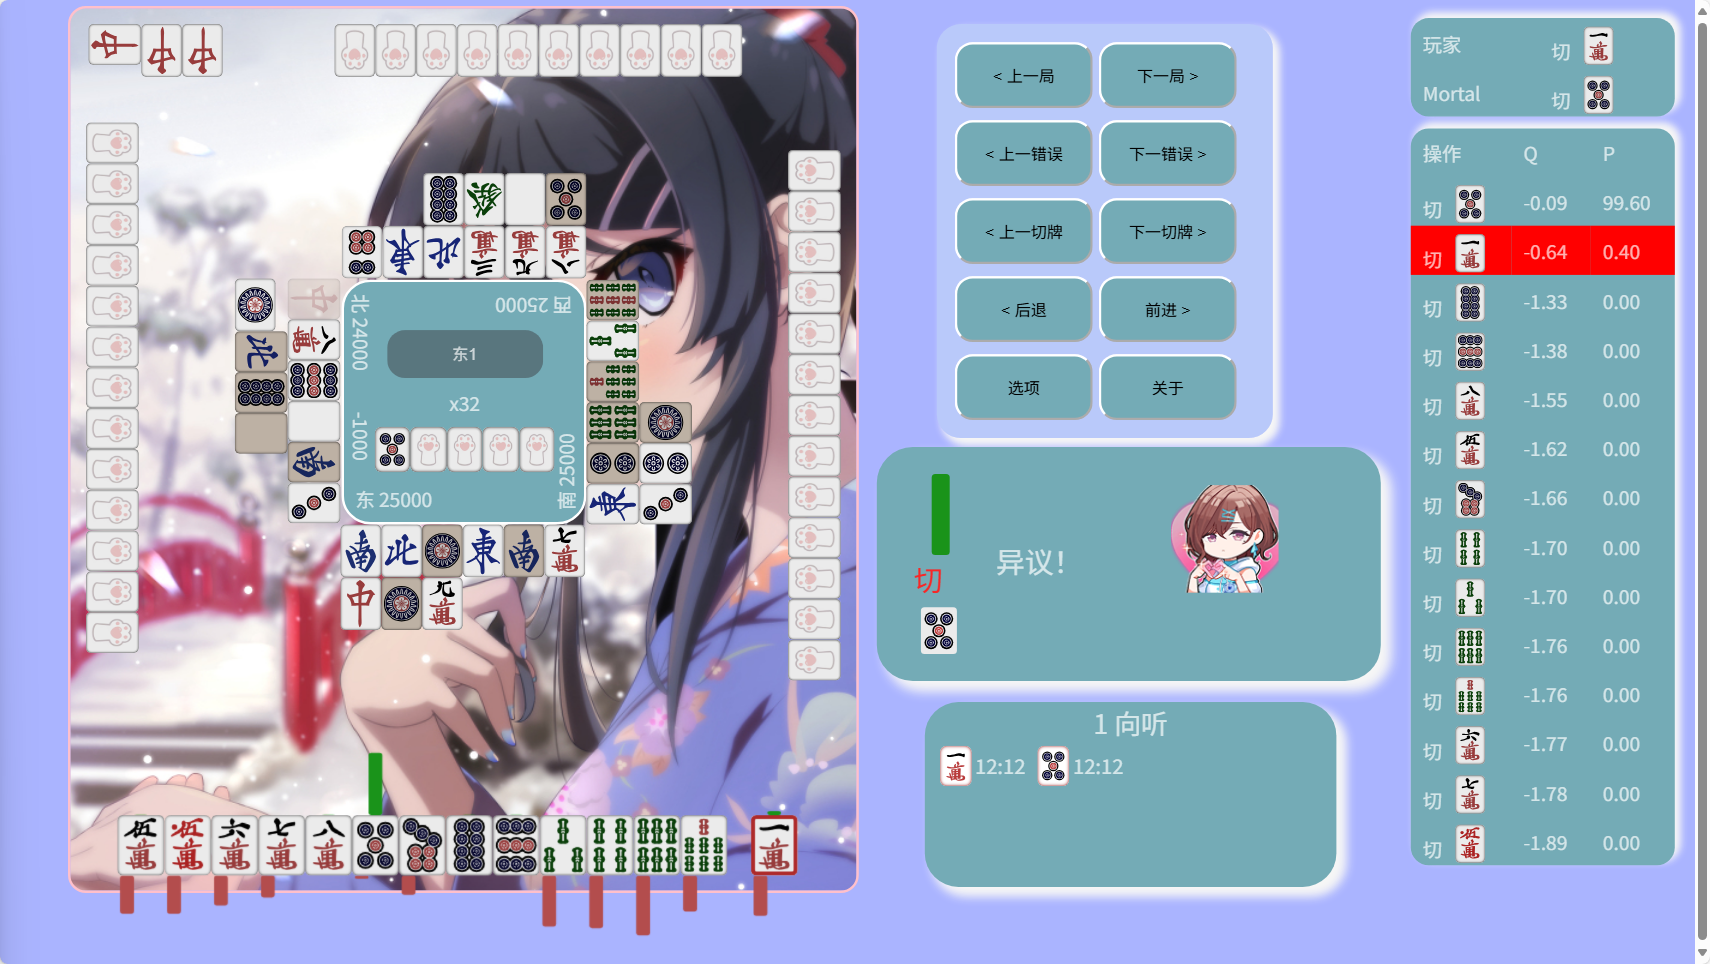 北 24000
西 25000
东1
x32
-1000
南 25000
东 25000
< 上一局
下一局 >
< 上一错误
下一错误 >
< 上一切牌
下一切牌 >
< 后退
前进 >
选项
关于
切
异议！
1 向听
12:12 12:12
玩家 切
Mortal 切
操作 Q P
切 -0.09 99.60
切 -0.64 0.40
切 -1.33 0.00
切 -1.38 0.00
切 -1.55 0.00
切 -1.62 0.00
切 -1.66 0.00
切 -1.70 0.00
切 -1.70 0.00
切 -1.76 0.00
切 -1.76 0.00
切 -1.77 0.00
切 -1.78 0.00
切 -1.89 0.00